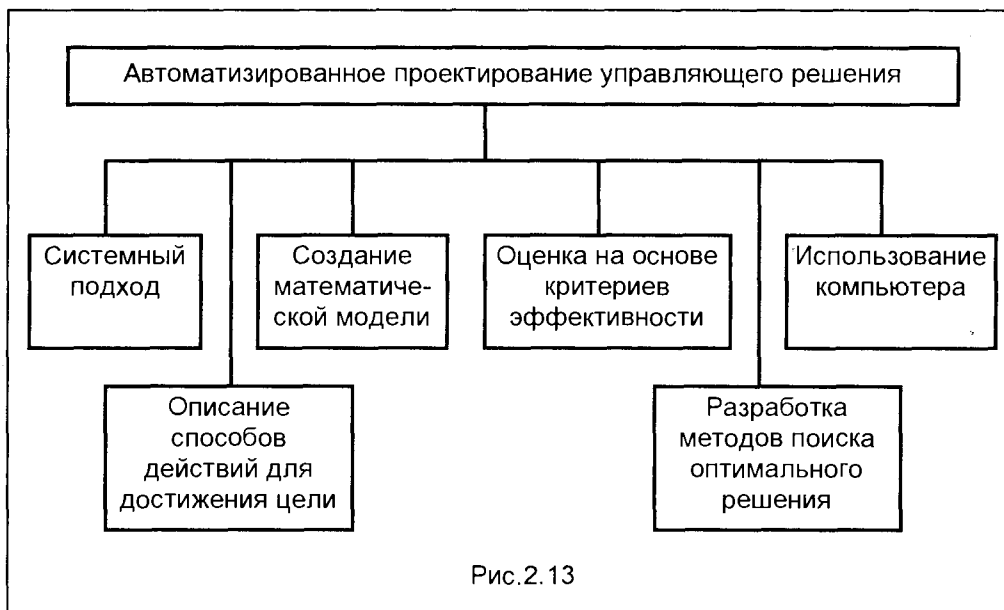 Автоматизированное проектирование управляющего решения
Системный
подход
Создание
математиче-
ской модели
Оценка на основе
критериев
эффективности
Использование
компьютера
Описание
способов
действий для
достижения цели
Разработка
методов поиска
оптимального
решения
Рис.2.13